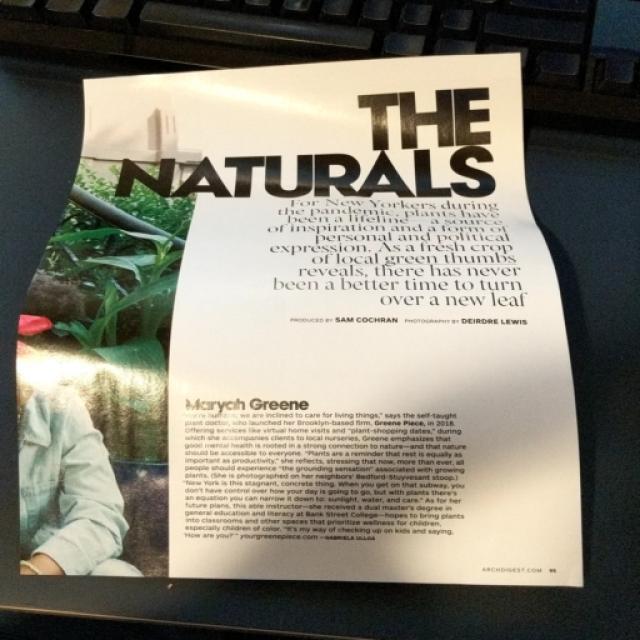 THE
NATURALS
For New Yorkers during
the pandemic, plants have
been a lifeline a source
of inspiration and a form of
personal and political
expression. As a fresh crop
of local green thumbs
reveals, there has never
been a better time to turn
over a new leaf
PRODUCED BY SAM COCHRAN PHOTOGRAPHY BY DEIRDRE LEWIS
Maryah Greene
we are inclined to care for living things," says the self-taught
plant doctor, who launched her Brooklyn-based firm, Greene Piece, in 2018.
Offering services like virtual home visits and "plant-shopping dates," during
which she accompanies clients to local nurseries, Greene emphasizes that
good mental health is rooted in a strong connection to nature—and that nature
should be accessible to everyone. "Plants are a reminder that rest is equally as
important as productivity," she reflects, stressing that now, more than ever, all
people should experience "the grounding sensation" associated with growing
plants. (She is photographed on her neighbors' Bedford-Stuyvesant stoop.)
"New York is this stagnant, concrete thing. When you get on that subway, you
don't have control over how your day is going to go, but with plants there's
an equation you can narrow it down to: sunlight, water, and care." As for her
future plans, this able instructor—she received a dual master's degree in
general education and literacy at Bank Street College—hopes to bring plants
into classrooms and other spaces that prioritize wellness for children,
especially children of color. "It's my way of checking up on kids and saying,
'How are you?'" yourgreenepiece.com —GABRIELA ULLOA
ARCHDIGEST.COM